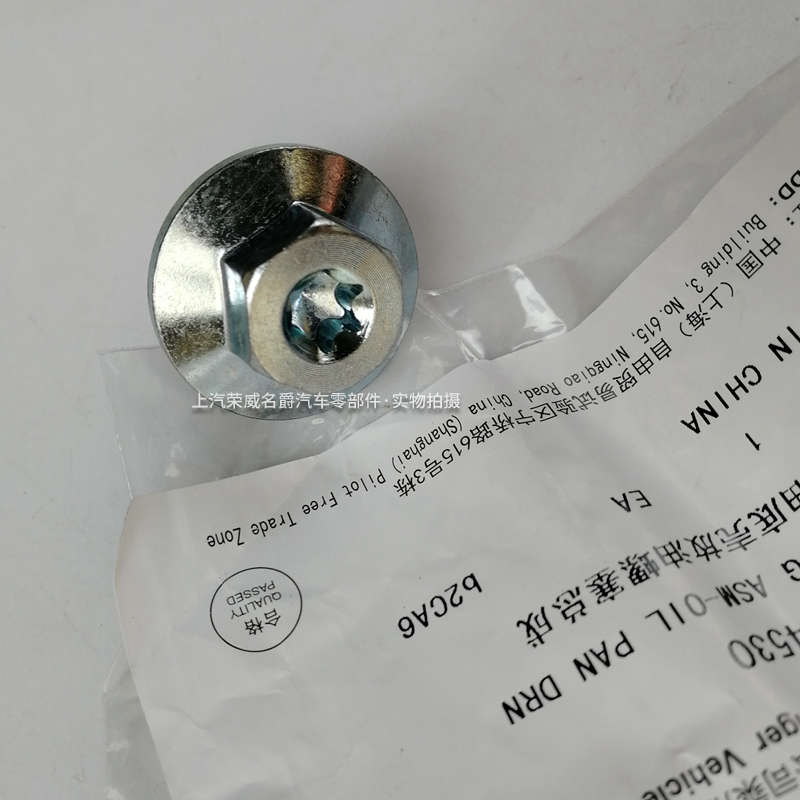 上汽荣威名爵汽车零部件·实物拍摄
nger Vehicle
4530
G ASM-OIL PAN DRN
油底壳放油螺塞总成
b2CA6
EA
1
IN CHINA
合格
QUALITY
PASSED
DD:
中国（上海）自由贸易试验区宁桥路615号3栋
Building 3, No.615, Ningqiao Road, China (Shanghai) Pilot Free Trade Zone